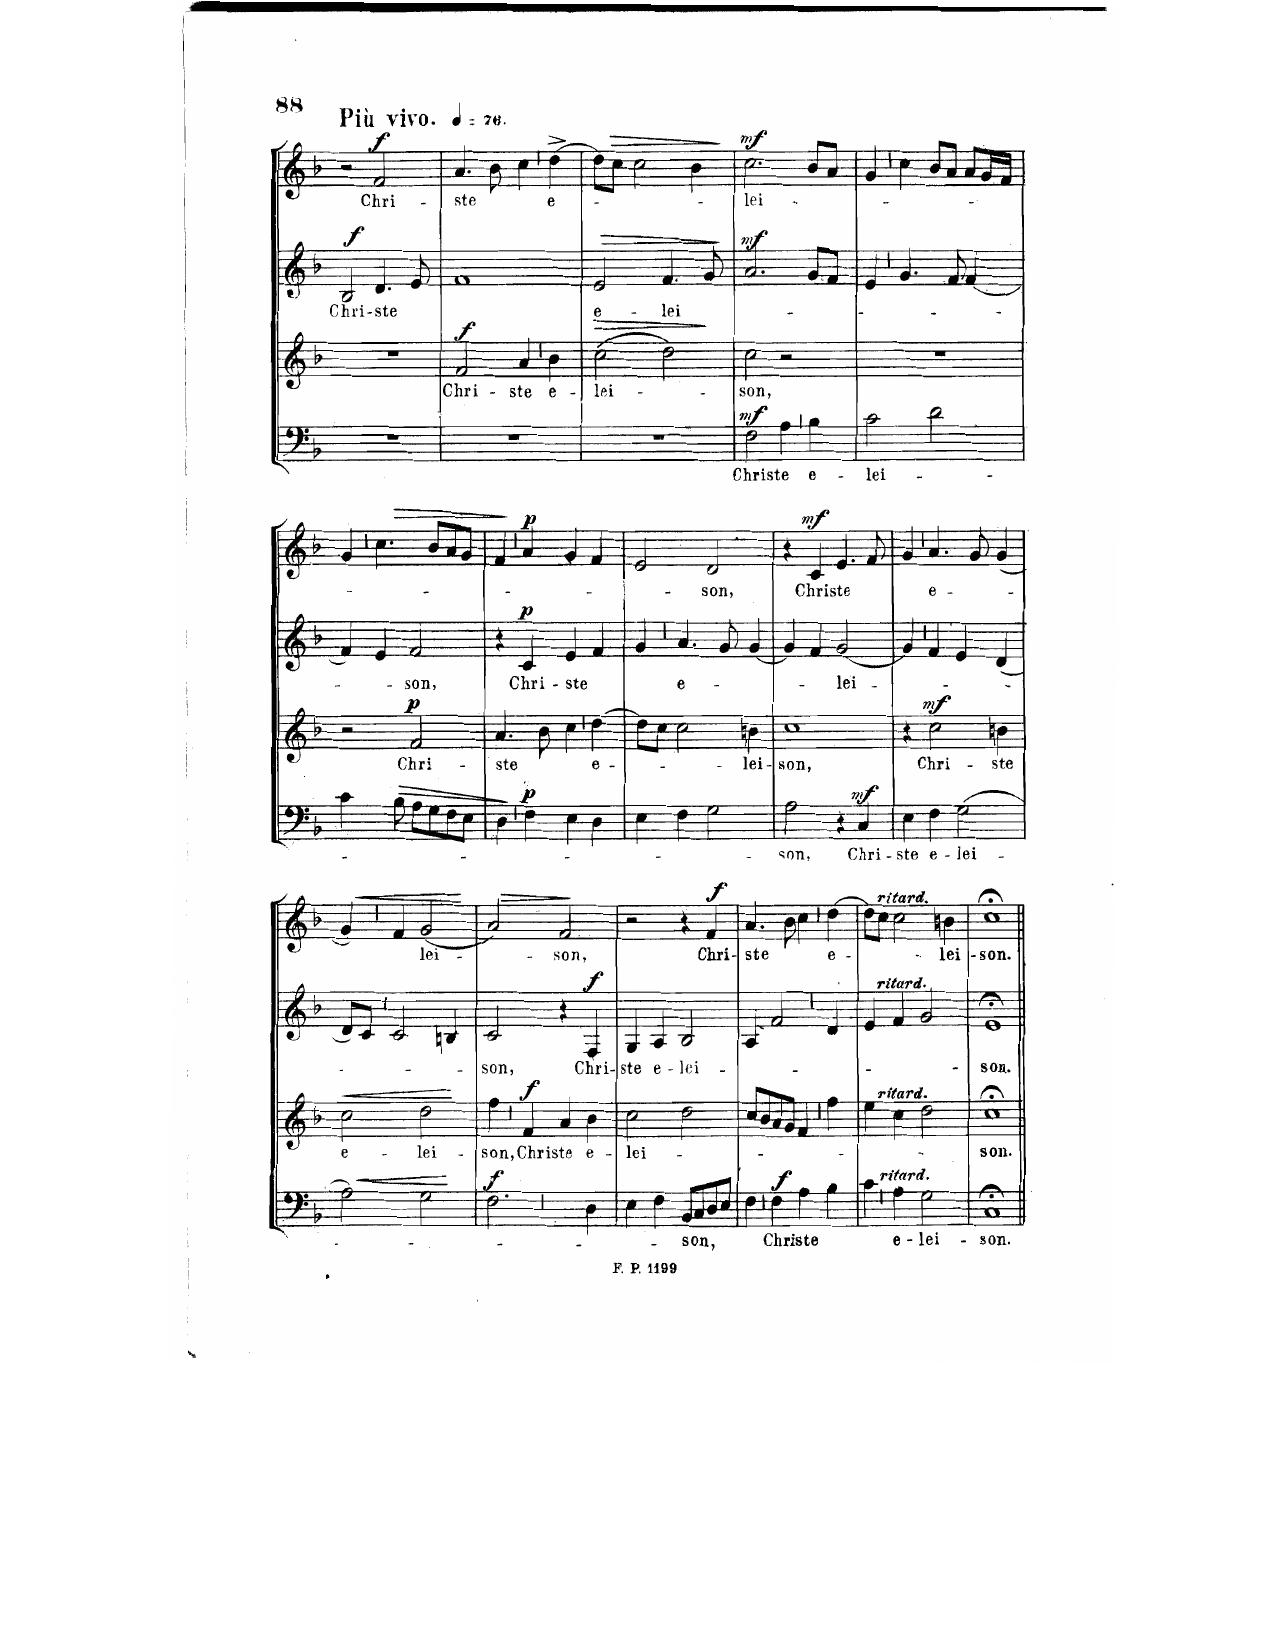 88
Più vivo. ♩ = 76.
f
Chri - ste e - - - lei - - - -
f
Chri-ste e - lei - - - -
f
Chri - ste e - lei - - son,
mf
mf
mf
Christe e - lei - - -
p
mf
- - - - - - son, Christe e - -
p
- - son, Chri - ste e - - - lei - - -
p
mf
Chri - ste e - - - lei - son, Chri - ste
p
mf
- - - - - - son, Chri - ste e - lei -
f
ritard.
lei - - son, Chri - ste e - - lei - son.
f
ritard.
- - - son, Chri - ste e - lei - - - - son.
f
ritard.
e - lei - son, Christe e - lei - - - - - son.
f
f
ritard.
- - - - - son, Christe e - lei - son.
F. P. 1199